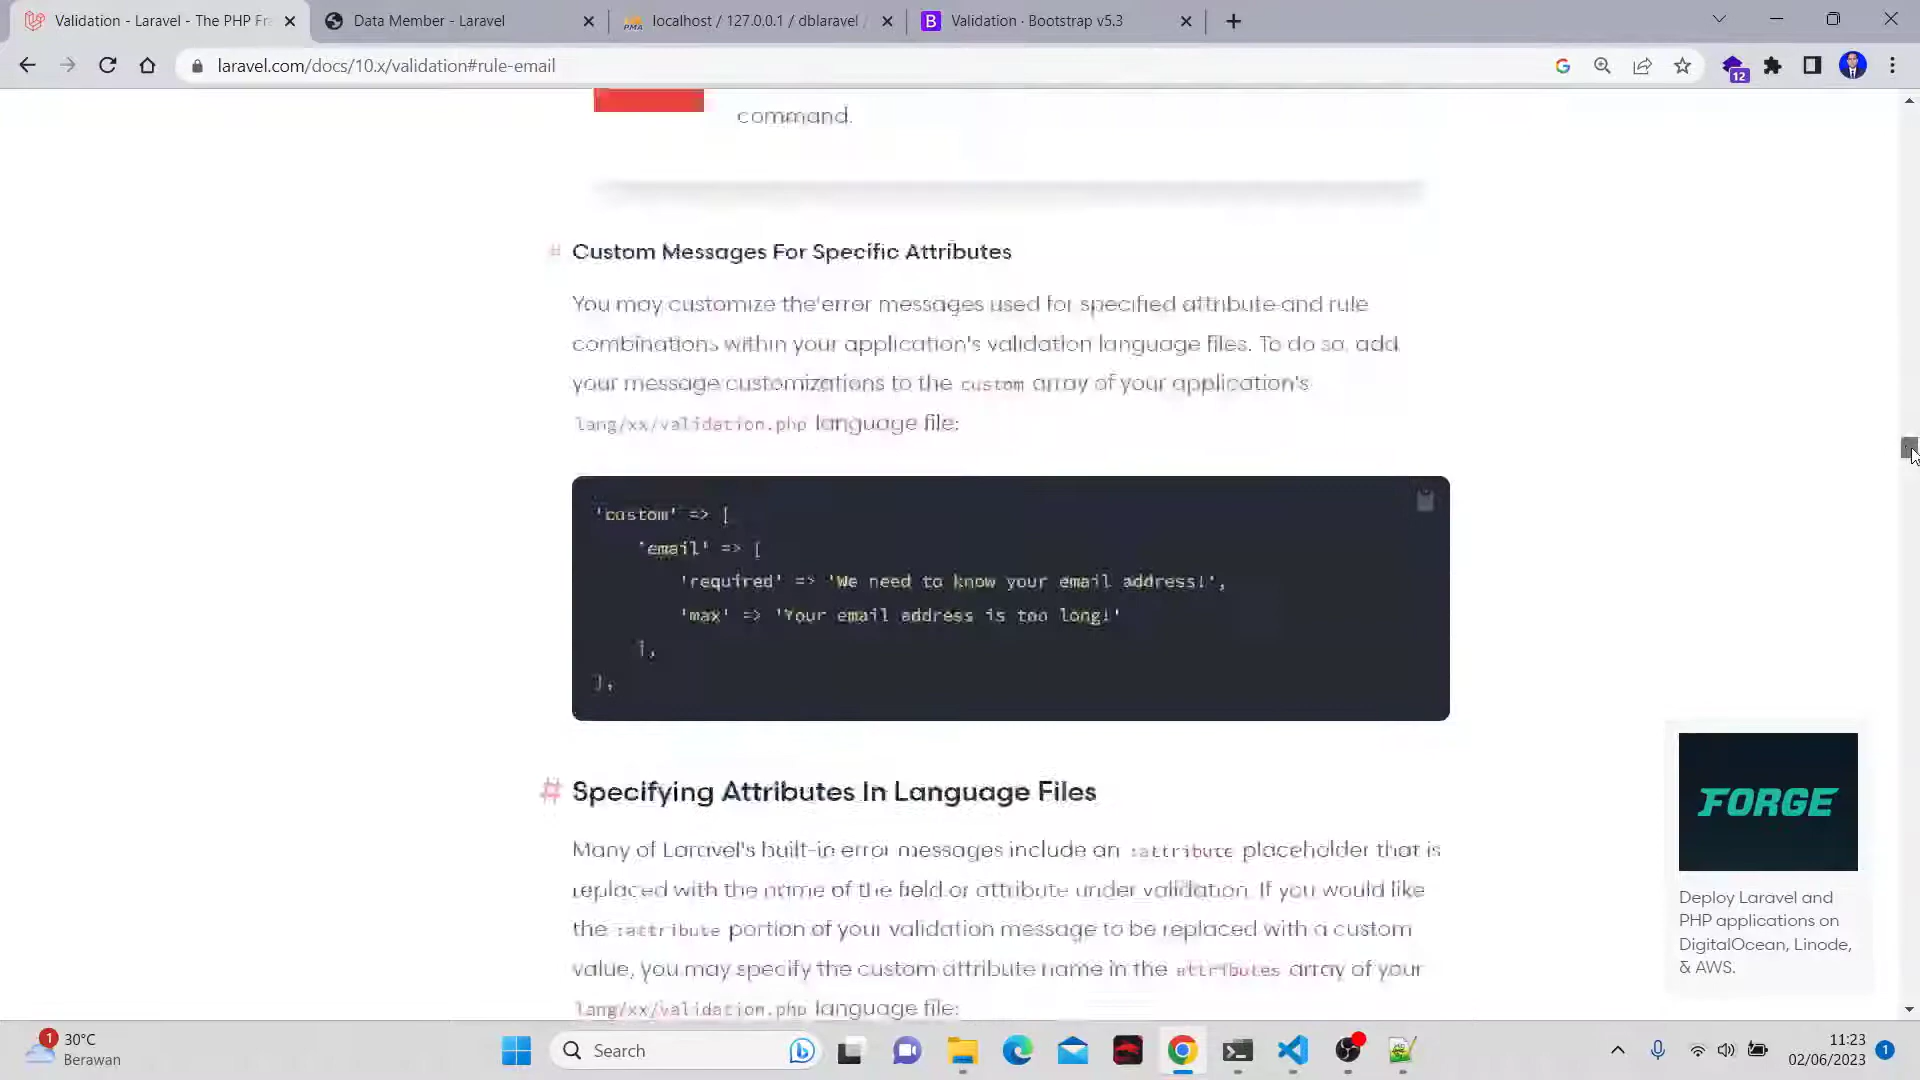 Validation - Laravel - The PHP Fra
Data Member - Laravel
localhost / 127.0.0.1 / dblaravel /
Validation · Bootstrap v5.3
laravel.com/docs/10.x/validation#rule-email
12
command.
# Custom Messages For Specific Attributes
You may customize the error messages used for specified attribute and rule
combinations within your application's validation language files. To do so, add
your message customizations to the custom array of your application's
lang/xx/validation.php language file:
'custom' => [
'email' => [
'required' => 'We need to know your email address!',
'max' => 'Your email address is too long!'
],
],
# Specifying Attributes In Language Files
Many of Laravel's built-in error messages include an :attribute placeholder that is
replaced with the name of the field or attribute under validation. If you would like
the :attribute portion of your validation message to be replaced with a custom
value, you may specify the custom attribute name in the attributes array of your
lang/xx/validation.php language file:
FORGE
Deploy Laravel and
PHP applications on
DigitalOcean, Linode,
& AWS.
1
30°C
Berawan
Search
11:23
02/06/2023
1